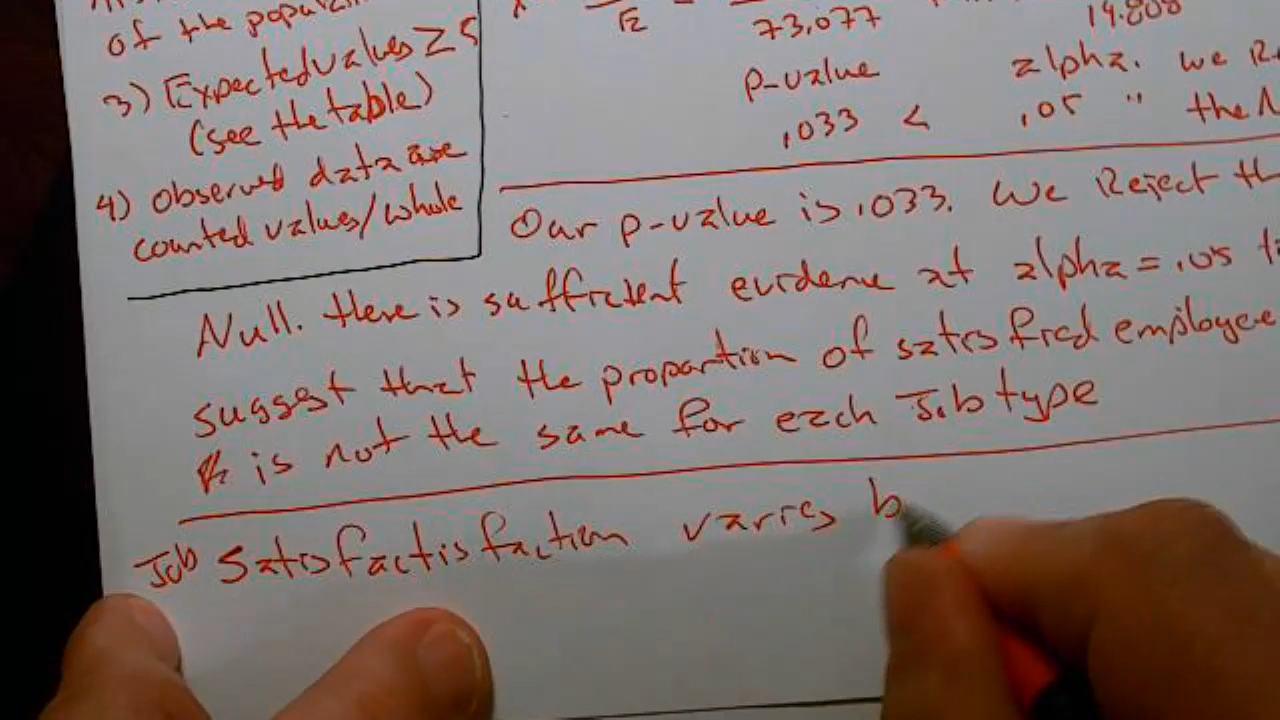 of the
3) Expected values ≥ 5
(see the table)
4) Observed data are
counted values/whole
√2
73.077
14.808
p-value
alpha. we
.033 < .05 " the
Our p-value is .033. We Reject
Null. there is sufficient evidence at alpha = .05
suggest that the proportion of satisfied employee
is not the same for each Job type
Job Satisfactisfaction varies b